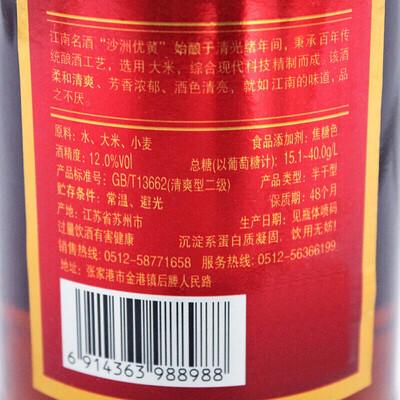 江南名酒“沙洲优黄”始酿于清光绪年间，秉承百年传
统酿酒工艺，选用大米，综合现代科技精制而成。该酒
柔和清爽、芳香浓郁、酒色清亮，就如江南的味道，品
之不厌。
原料：水、大米、小麦 食品添加剂：焦糖色
酒精度：12.0%vol 总糖(以葡萄糖计)：15.1~40.0g/L
产品标准号：GB/T13662(清爽型二级) 产品类型：半干型
贮存条件：常温、避光 保质期：48个月
产地：江苏省苏州市 生产日期：见瓶体喷码
过量饮酒有害健康 沉淀系蛋白质凝固，饮用无妨！
销售热线：0512-58771658 服务热线：0512-56366199
地址：张家港市金港镇后塍人民路
6 914363 988988